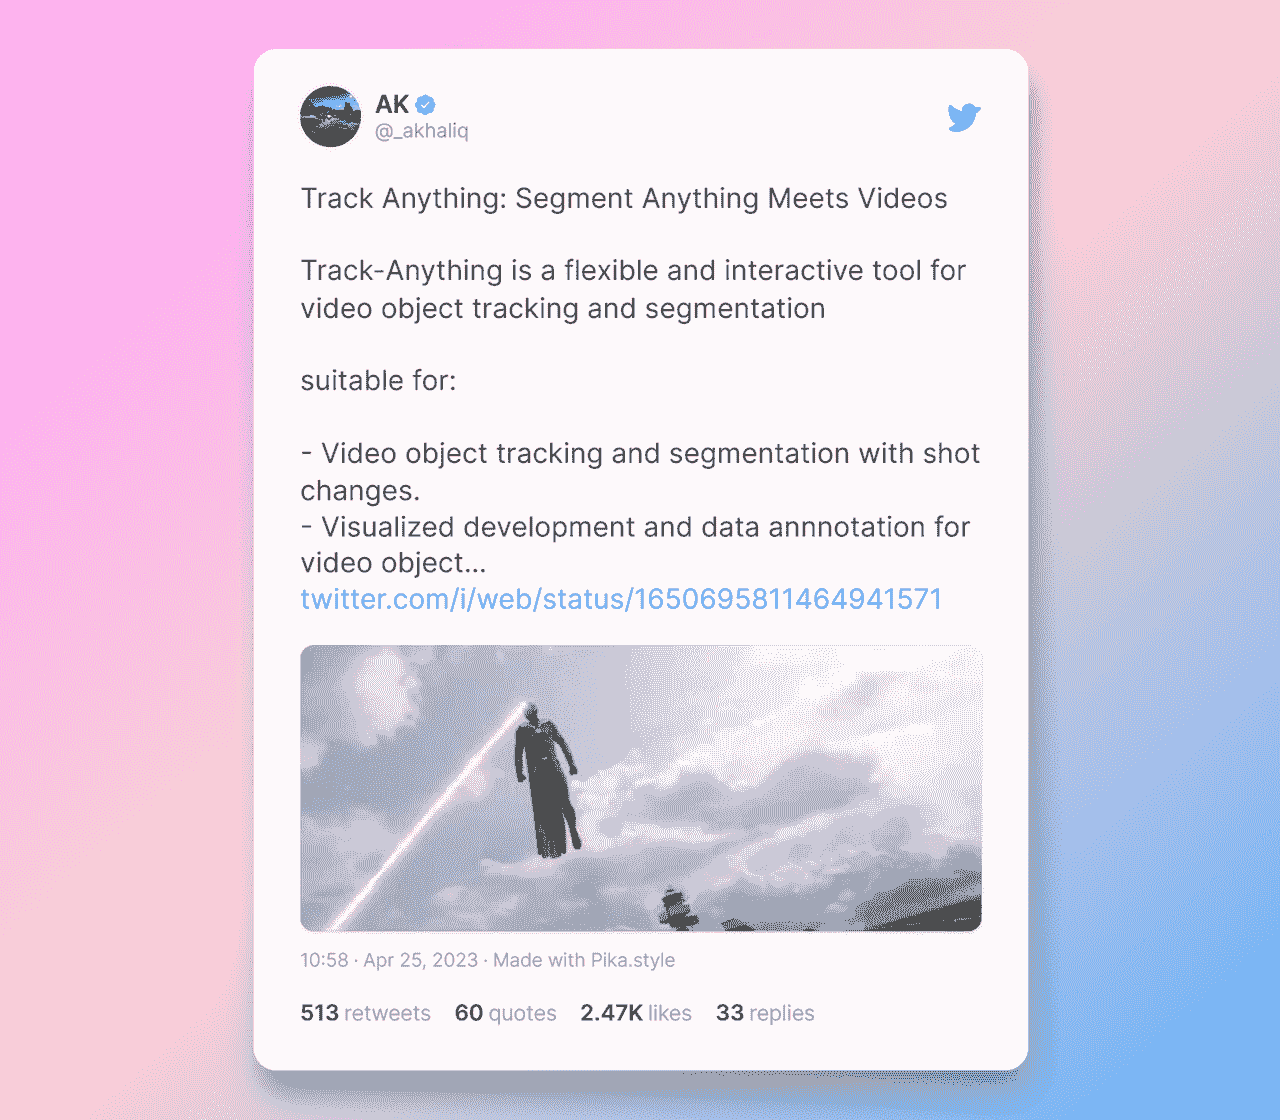 AK
@_akhaliq
Track Anything: Segment Anything Meets Videos
Track-Anything is a flexible and interactive tool for
video object tracking and segmentation
suitable for:
- Video object tracking and segmentation with shot
changes.
- Visualized development and data annnotation for
video object...
twitter.com/i/web/status/1650695811464941571
10:58 · Apr 25, 2023 · Made with Pika.style
513 retweets 60 quotes 2.47K likes 33 replies